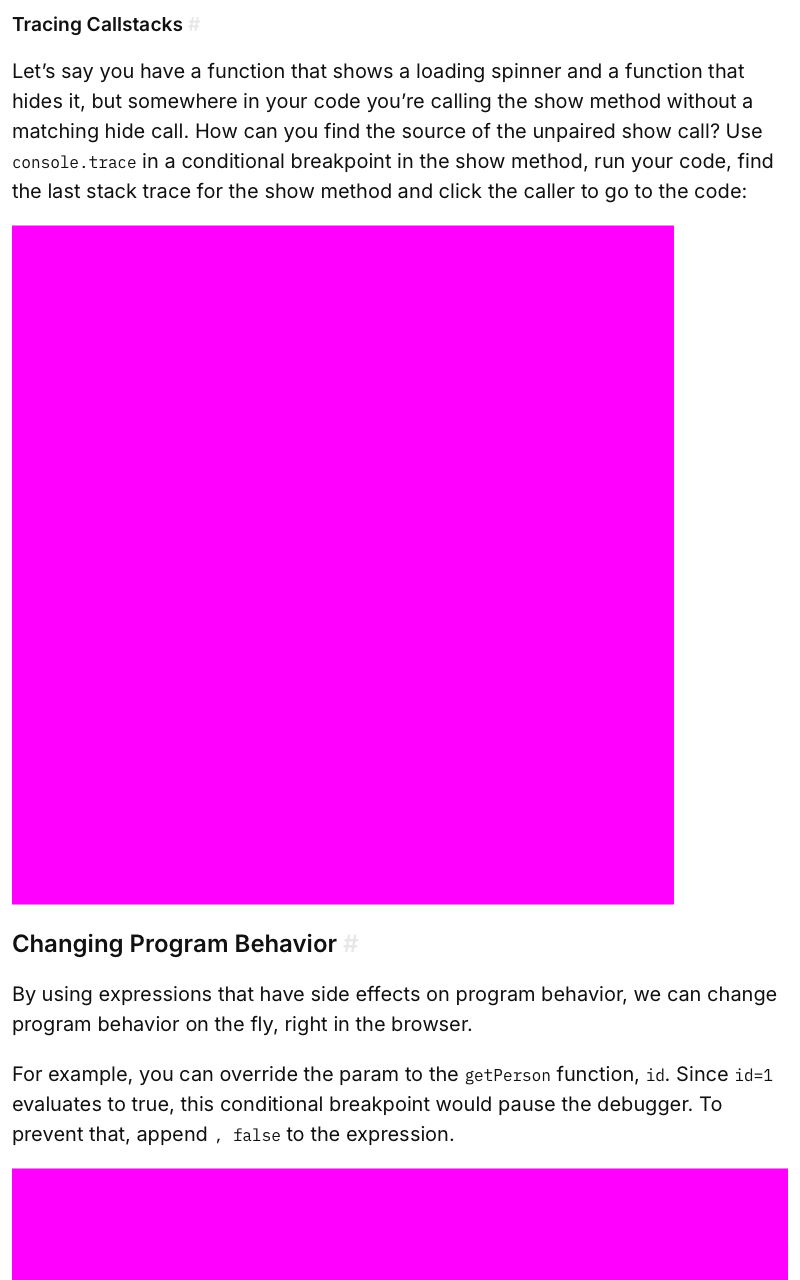 Tracing Callstacks #
Let’s say you have a function that shows a loading spinner and a function that
hides it, but somewhere in your code you’re calling the show method without a
matching hide call. How can you find the source of the unpaired show call? Use
console.trace in a conditional breakpoint in the show method, run your code, find
the last stack trace for the show method and click the caller to go to the code:
Changing Program Behavior #
By using expressions that have side effects on program behavior, we can change
program behavior on the fly, right in the browser.
For example, you can override the param to the getPerson function, id. Since id=1
evaluates to true, this conditional breakpoint would pause the debugger. To
prevent that, append , false to the expression.